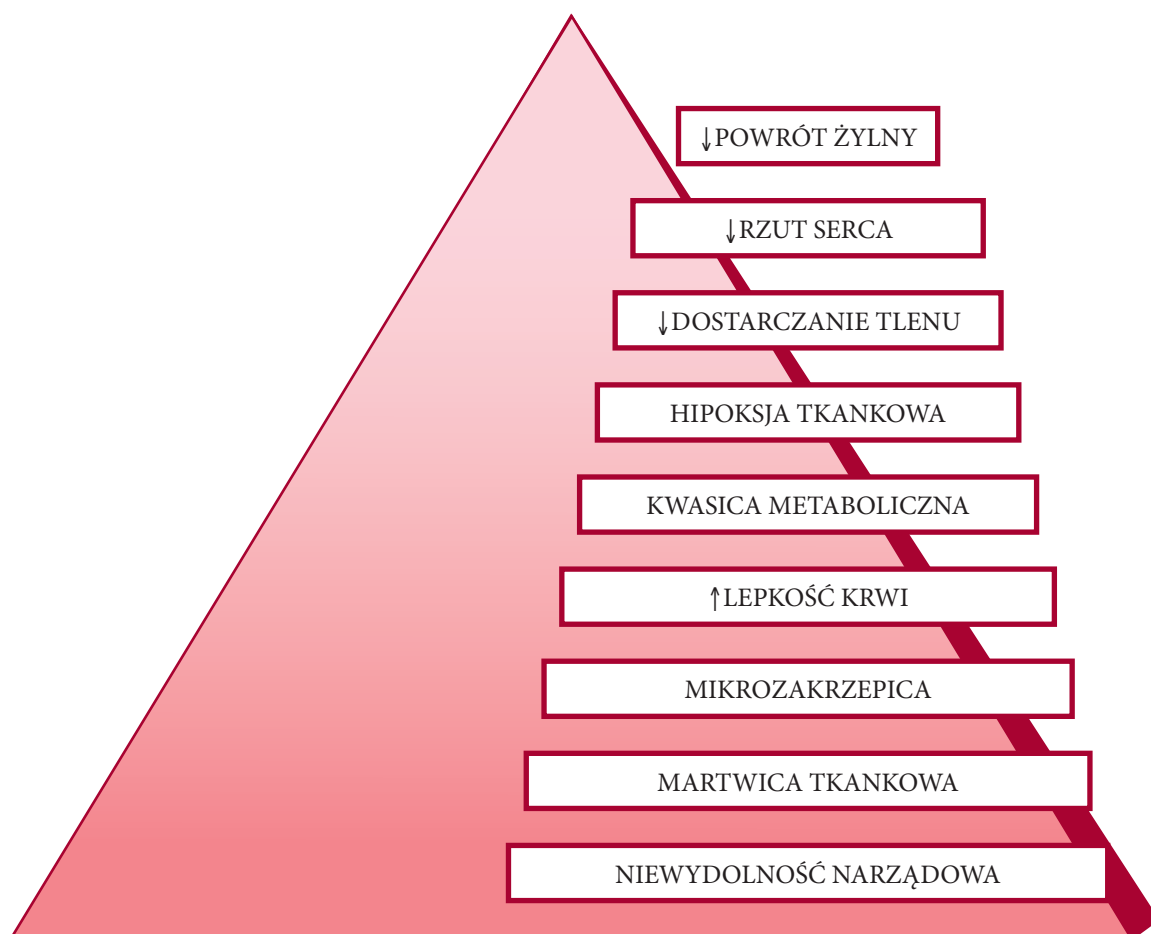 ↓POWRÓT ŻYLNY
↓RZUT SERCA
↓DOSTARCZANIE TLENU
HIPOKSJA TKANKOWA
KWASICA METABOLICZNA
↑LEPKOŚĆ KRWI
MIKROZAKRZEPICA
MARTWICA TKANKOWA
NIEWYDOLNOŚĆ NARZĄDOWA